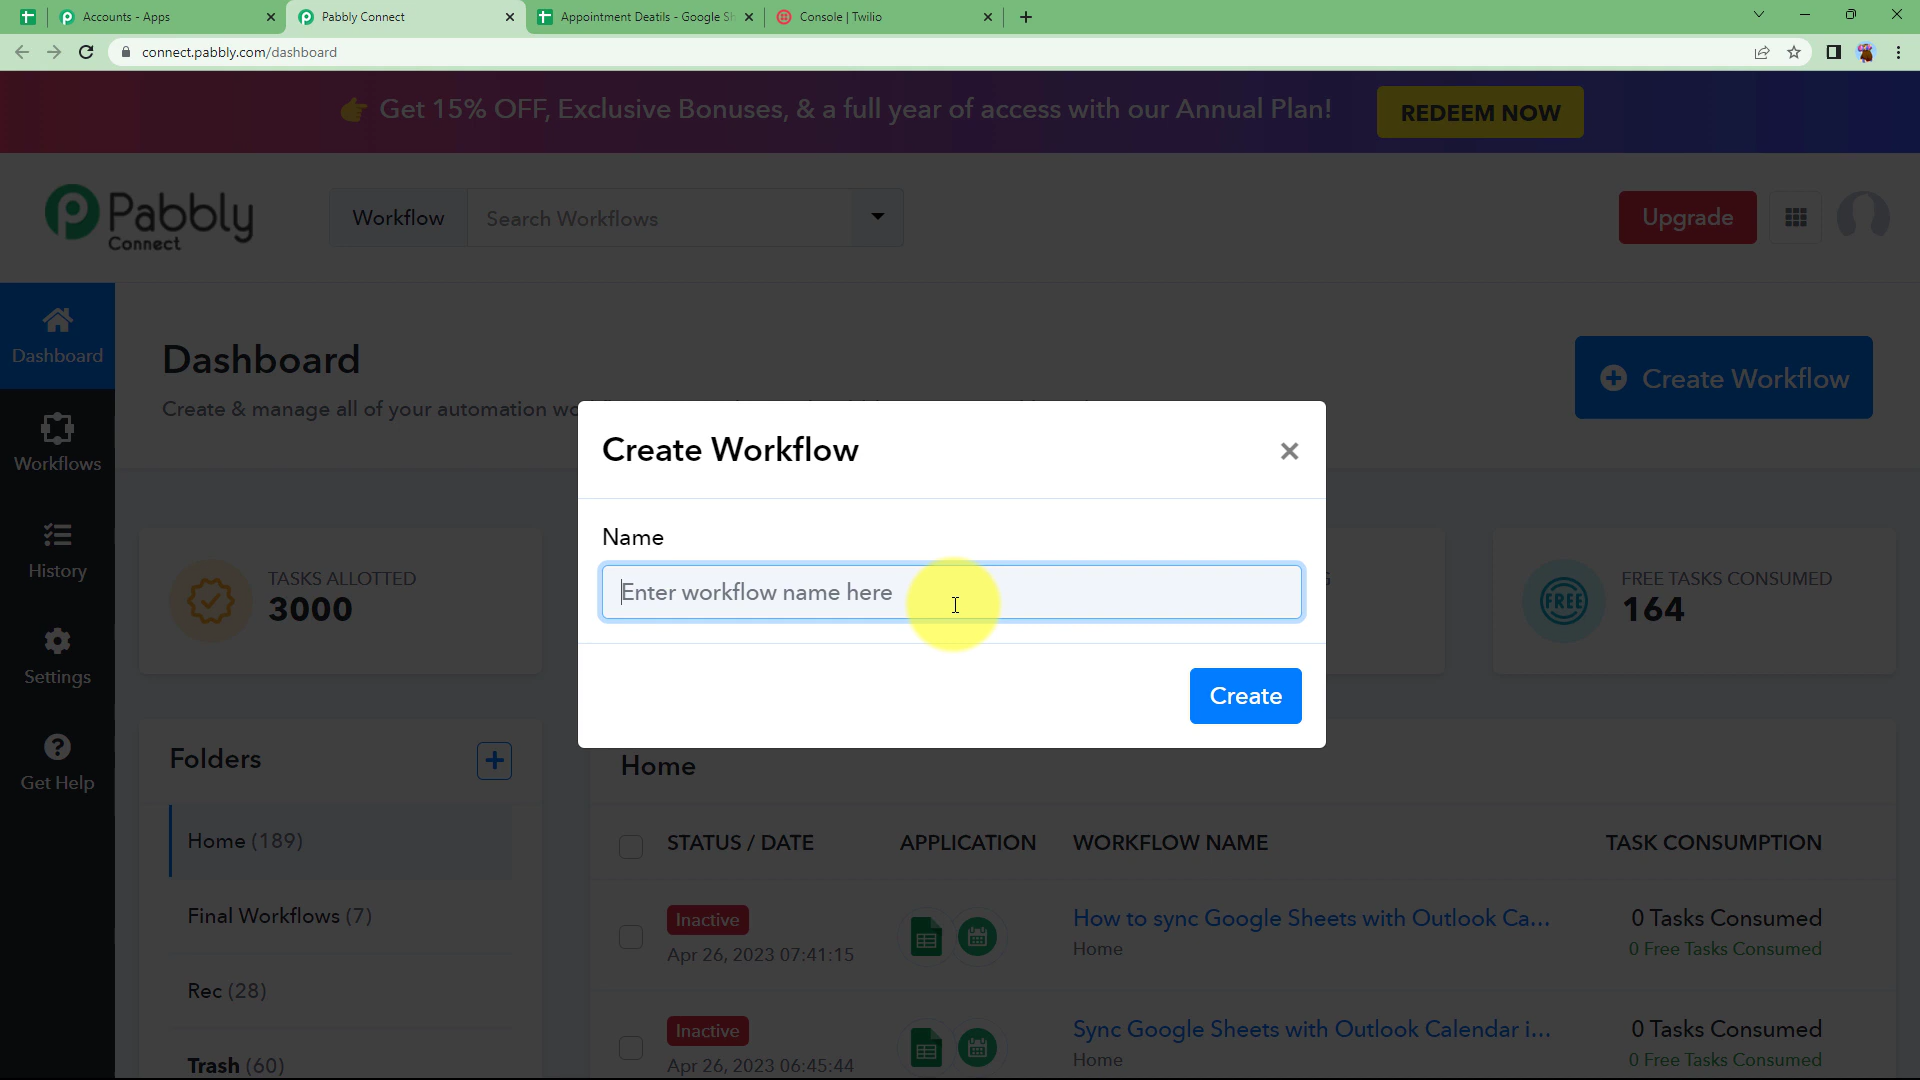 Accounts - Apps
Pabbly Connect
Appointment Deatils - Google Sh
Console | Twilio
connect.pabbly.com/dashboard
👉 Get 15% OFF, Exclusive Bonuses, & a full year of access with our Annual Plan!
REDEEM NOW
Pabbly
Connect
Workflow
Search Workflows
Upgrade
Dashboard
Workflows
History
Settings
Get Help
Dashboard
Create & manage all of your automation wo
Create Workflow
Create Workflow
×
Name
Enter workflow name here
Create
TASKS ALLOTTED
3000
FREE
FREE TASKS CONSUMED
164
Folders
+
Home (189)
Final Workflows (7)
Rec (28)
Trash (60)
Home
STATUS / DATE
APPLICATION
WORKFLOW NAME
TASK CONSUMPTION
Inactive
Apr 26, 2023 07:41:15
How to sync Google Sheets with Outlook Ca...
Home
0 Tasks Consumed
0 Free Tasks Consumed
Inactive
Apr 26, 2023 06:45:44
Sync Google Sheets with Outlook Calendar i...
Home
0 Tasks Consumed
0 Free Tasks Consumed